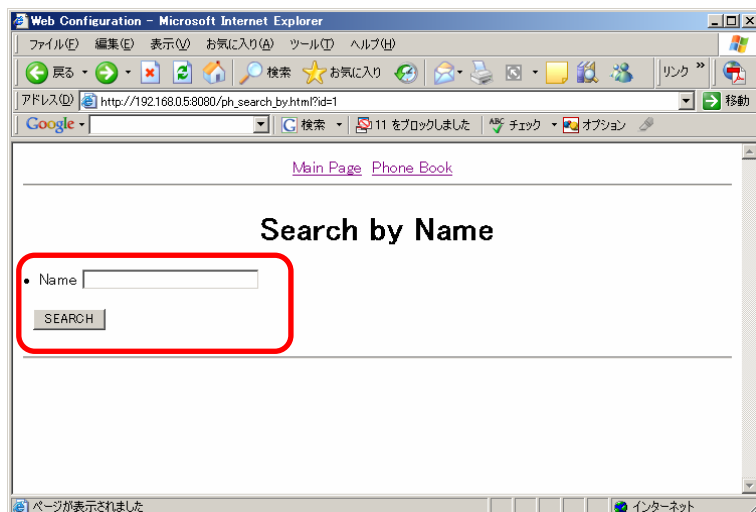 Web Configuration - Microsoft Internet Explorer
ファイル(F) 編集(E) 表示(V) お気に入り(A) ツール(T) ヘルプ(H)
戻る 検索 お気に入り リンク »
アドレス(D) http://192.168.0.5:8080/ph_search_by.html?id=1 移動
Google 検索 11 をブロックしました ABC チェック オプション
Main Page Phone Book
Search by Name
• Name
SEARCH
ページが表示されました インターネット